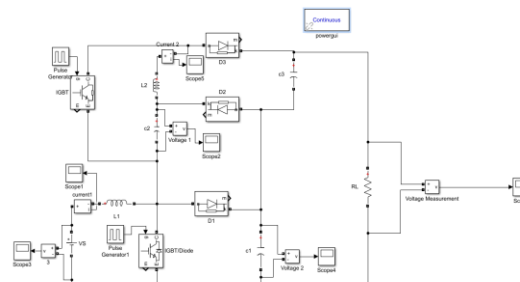 Continuous
powergui
Current 2
D3
Pulse
Generator
IGBT
Scope5
L2
D2
c3
c2
Voltage 1
Scope2
Scope1
current1
L1
D1
RL
Voltage Measurement
Pulse
Generator1
IGBT/Diode
VS
3
Scope3
c1
Voltage 2
Scope4